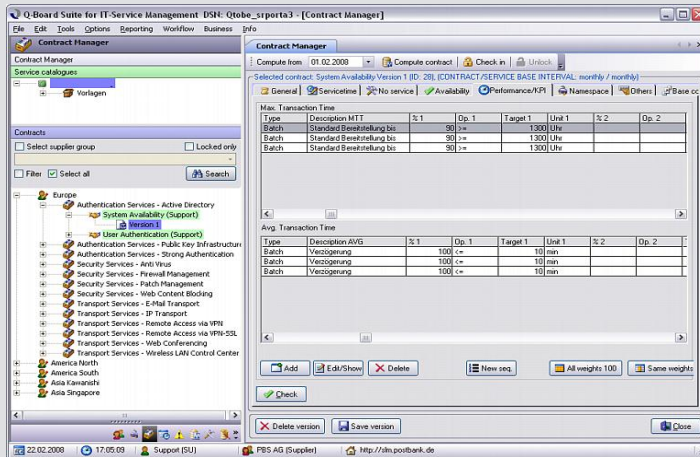 Q-Board Suite for IT-Service Management DSN: Qtobe_srporta3 - [Contract Manager]
File Edit Tools Options Reporting Workflow Business Info
Contract Manager
Contract Manager
Service catalogues
Vorlagen
Contracts
Select supplier group Locked only
Filter Select all Search
Europe
Authentication Services - Active Directory
System Availability (Support)
Version 1
User Authentication (Support)
Authentication Services - Public Key Infrastructure
Authentication Services - Strong Authentication
Security Services - Anti Virus
Security Services - Firewall Management
Security Services - Patch Management
Security Services - Web Content Blocking
Transport Services - E-Mail Transport
Transport Services - IP Transport
Transport Services - Remote Access via VPN
Transport Services - Remote Access via VPN-SSL
Transport Services - Web Conferencing
Transport Services - Wireless LAN Control Center
America North
America South
Asia Kawanishi
Asia Singapore
Contract Manager
Compute from 01.02.2008 Compute contract Check in Unlock
Selected contract: System Availability Version 1 (ID: 28), (CONTRACT/SERVICE BASE INTERVAL: monthly / monthly)
General Servicetime No service Availability Performance/KPI Namespace Others Base co
Max. Transaction Time
Type Description MTT % 1 Op. 1 Target 1 Unit 1 % 2 Op. 2
Batch Standard Bereitstellung bis 90 >= 1300 Uhr
Batch Standard Bereitstellung bis 90 >= 1300 Uhr
Batch Standard Bereitstellung bis 90 >= 1300 Uhr
Avg. Transaction Time
Type Description AVG % 1 Op. 1 Target 1 Unit 1 % 2 Op. 2
Batch Verzögerung 100 <= 10 min
Batch Verzögerung 100 <= 10 min
Batch Verzögerung 100 <= 10 min
Add Edit/Show Delete New seq. All weights 100 Same weights
Check
Delete version Save version Close
22.02.2008 17:05:09 Support (SU) PBS AG (Supplier) http://slm.postbank.de